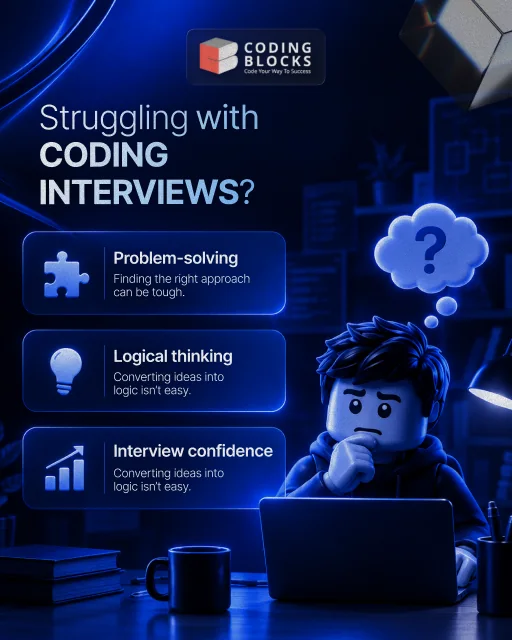 CODING
BLOCKS
Code Your Way To Success
Struggling with
CODING
INTERVIEWS?
Problem-solving
Finding the right approach
can be tough.
Logical thinking
Converting ideas into
logic isn't easy.
Interview confidence
Converting ideas into
logic isn't easy.
?